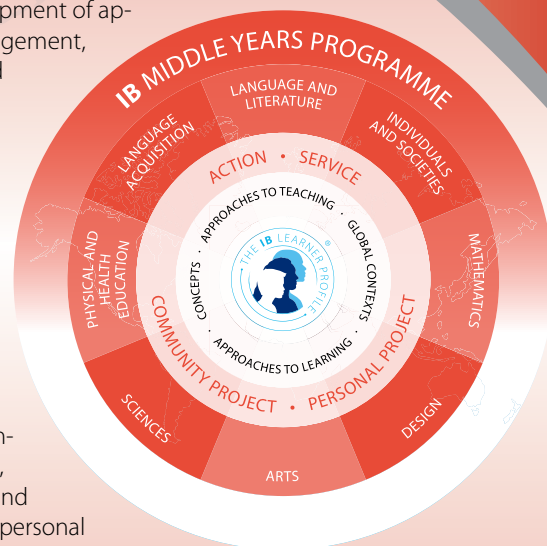 pment of ap-
gement,
IB MIDDLE YEARS PROGRAMME
LANGUAGE AND
LITERATURE
INDIVIDUALS
AND SOCIETIES
MATHEMATICS
DESIGN
ARTS
SCIENCES
PHYSICAL AND
HEALTH
EDUCATION
LANGUAGE
ACQUISITION
ACTION • SERVICE
COMMUNITY PROJECT • PERSONAL PROJECT
APPROACHES TO TEACHING · GLOBAL CONTEXTS · APPROACHES TO LEARNING · CONCEPTS ·
THE IB LEARNER PROFILE ®
n-
,
nd
personal